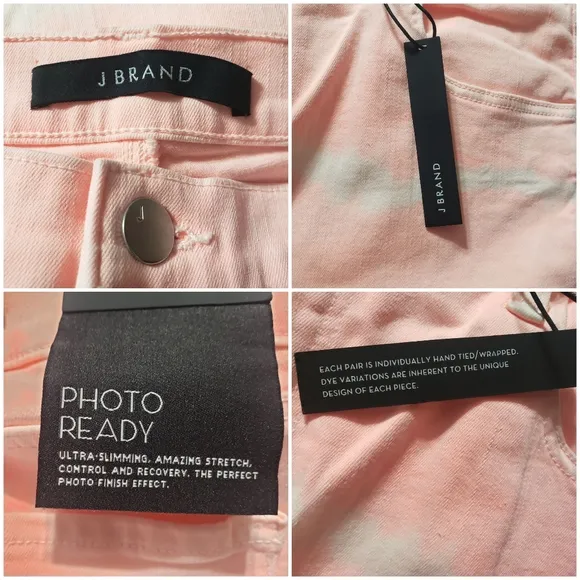 J BRAND
J
J BRAND
PHOTO
READY
ULTRA-SLIMMING, AMAZING STRETCH,
CONTROL AND RECOVERY. THE PERFECT
PHOTO FINISH EFFECT.
EACH PAIR IS INDIVIDUALLY HAND TIED/WRAPPED.
DYE VARIATIONS ARE INHERENT TO THE UNIQUE
DESIGN OF EACH PIECE.